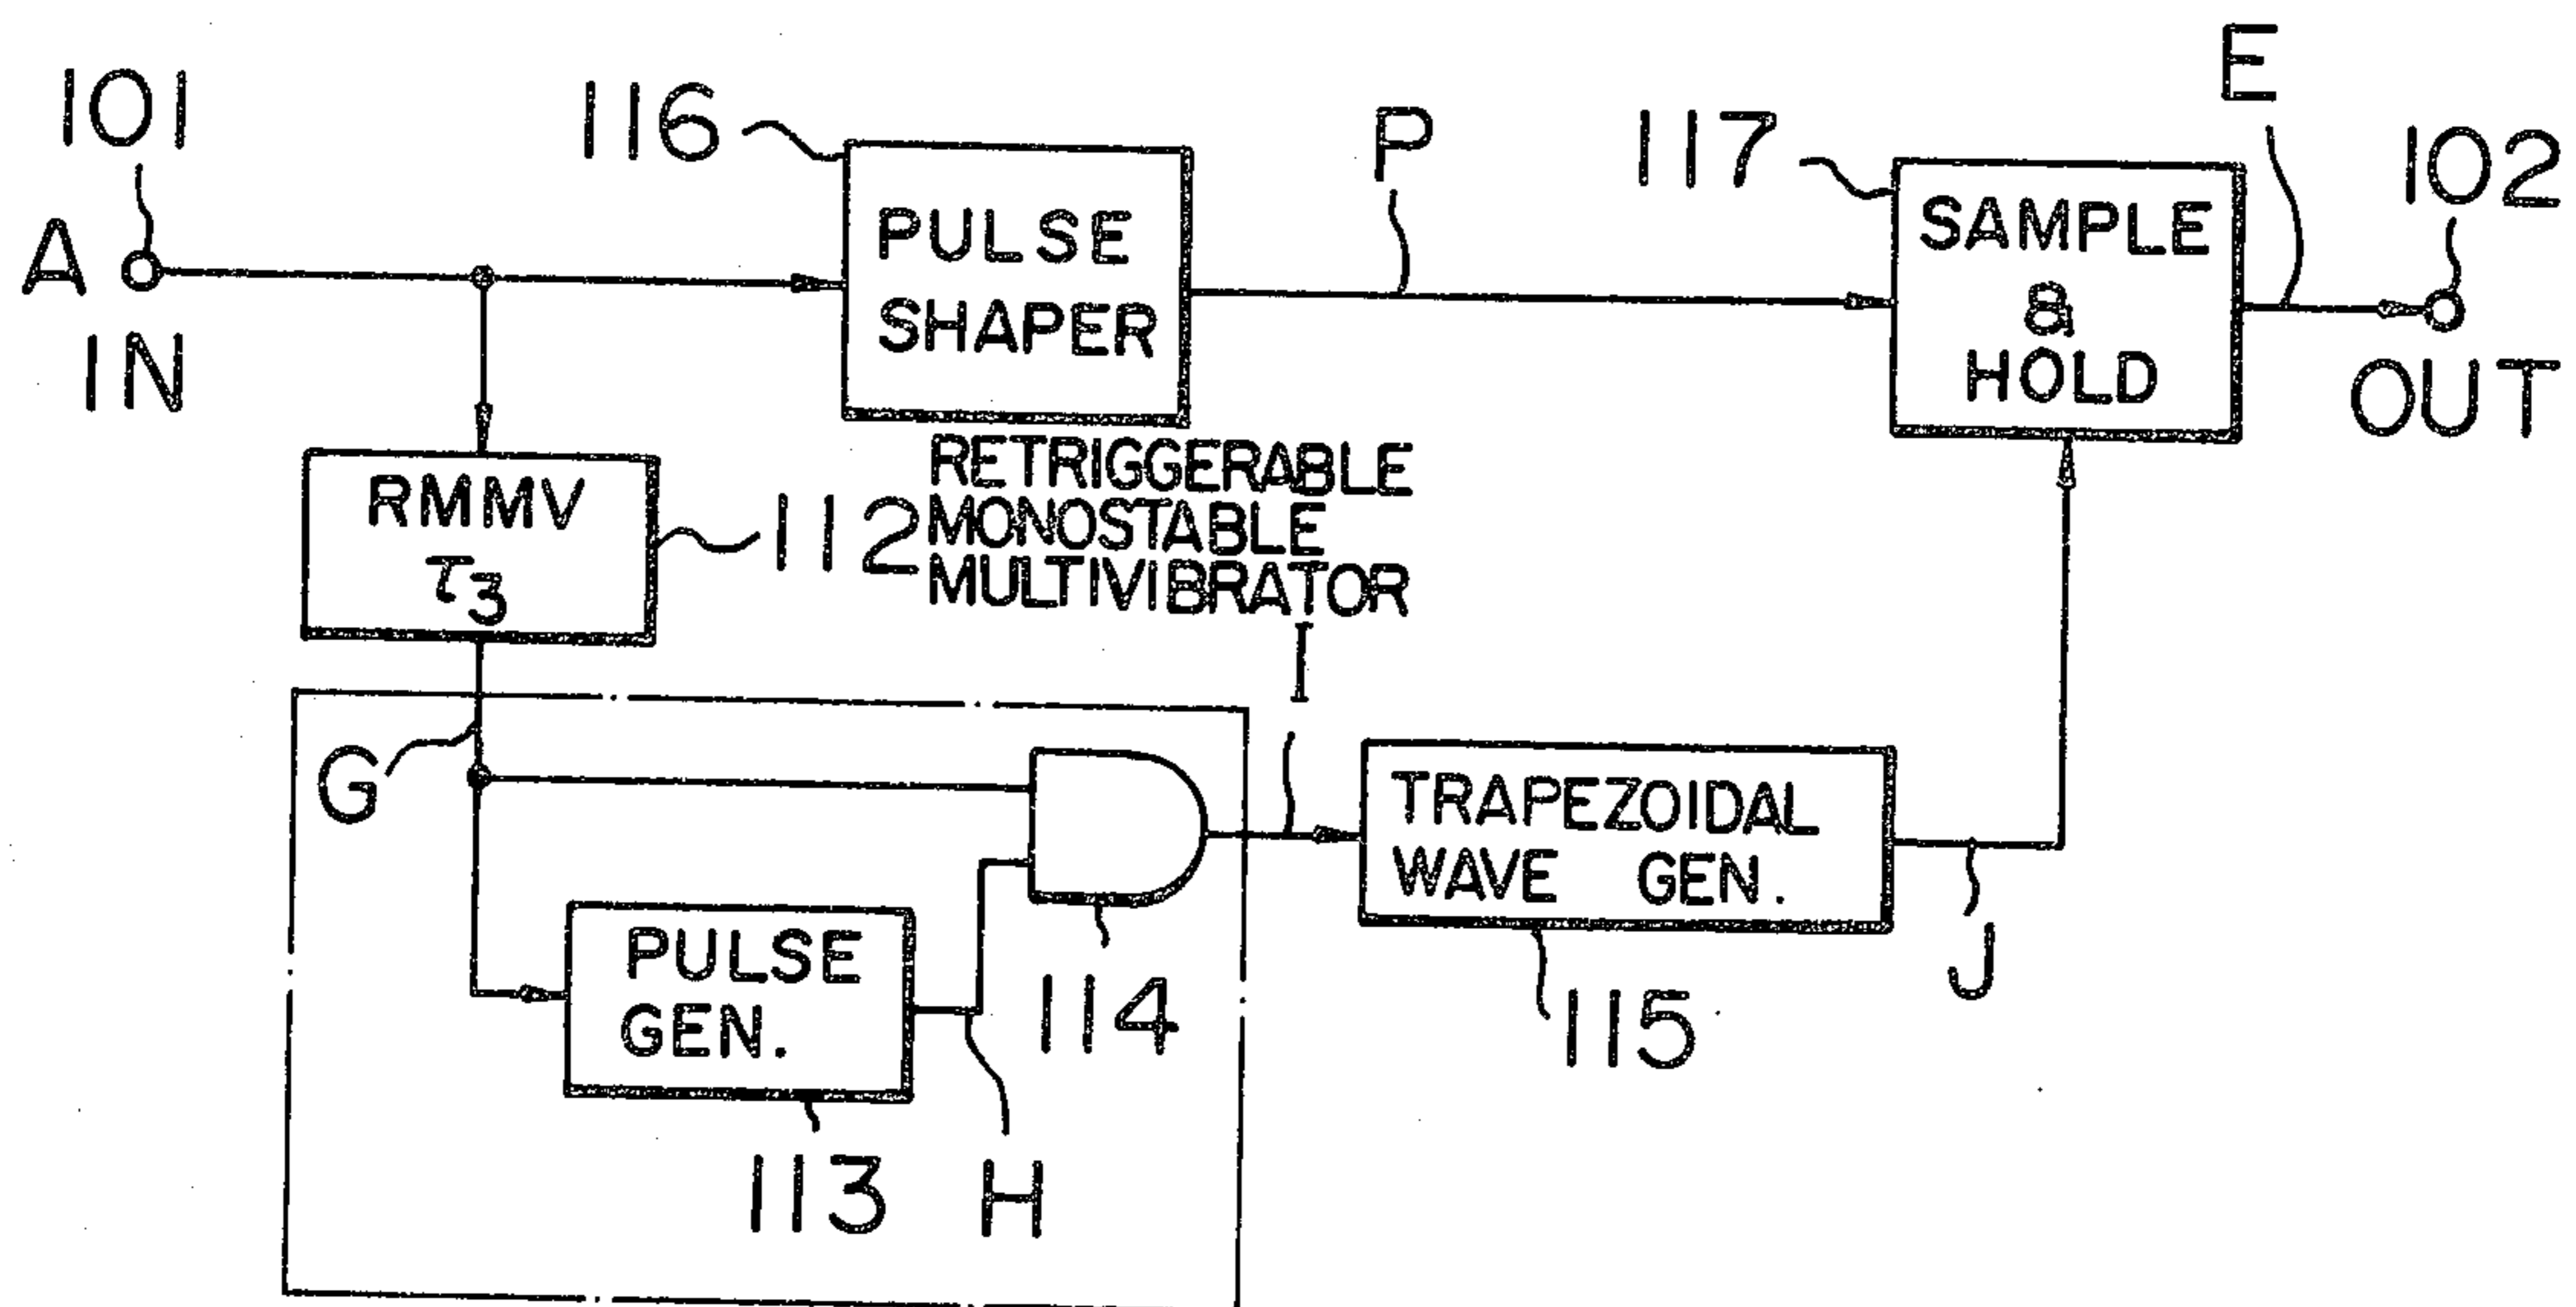 101
A
IN
116
PULSE
SHAPER
P
117
SAMPLE
&
HOLD
E
102
OUT
RMMV
τ3
112
RETRIGGERABLE
MONOSTABLE
MULTIVIBRATOR
I
G
114
PULSE
GEN.
113
H
TRAPEZOIDAL
WAVE GEN.
115
J